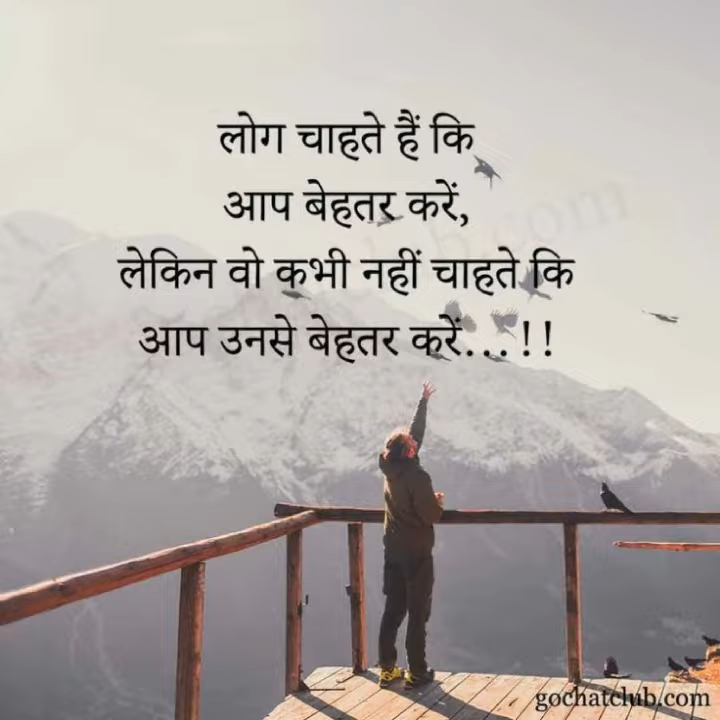 लोग चाहते हैं कि
आप बेहतर करें,
लेकिन वो कभी नहीं चाहते कि
आप उनसे बेहतर करें...!!
gochatclub.com